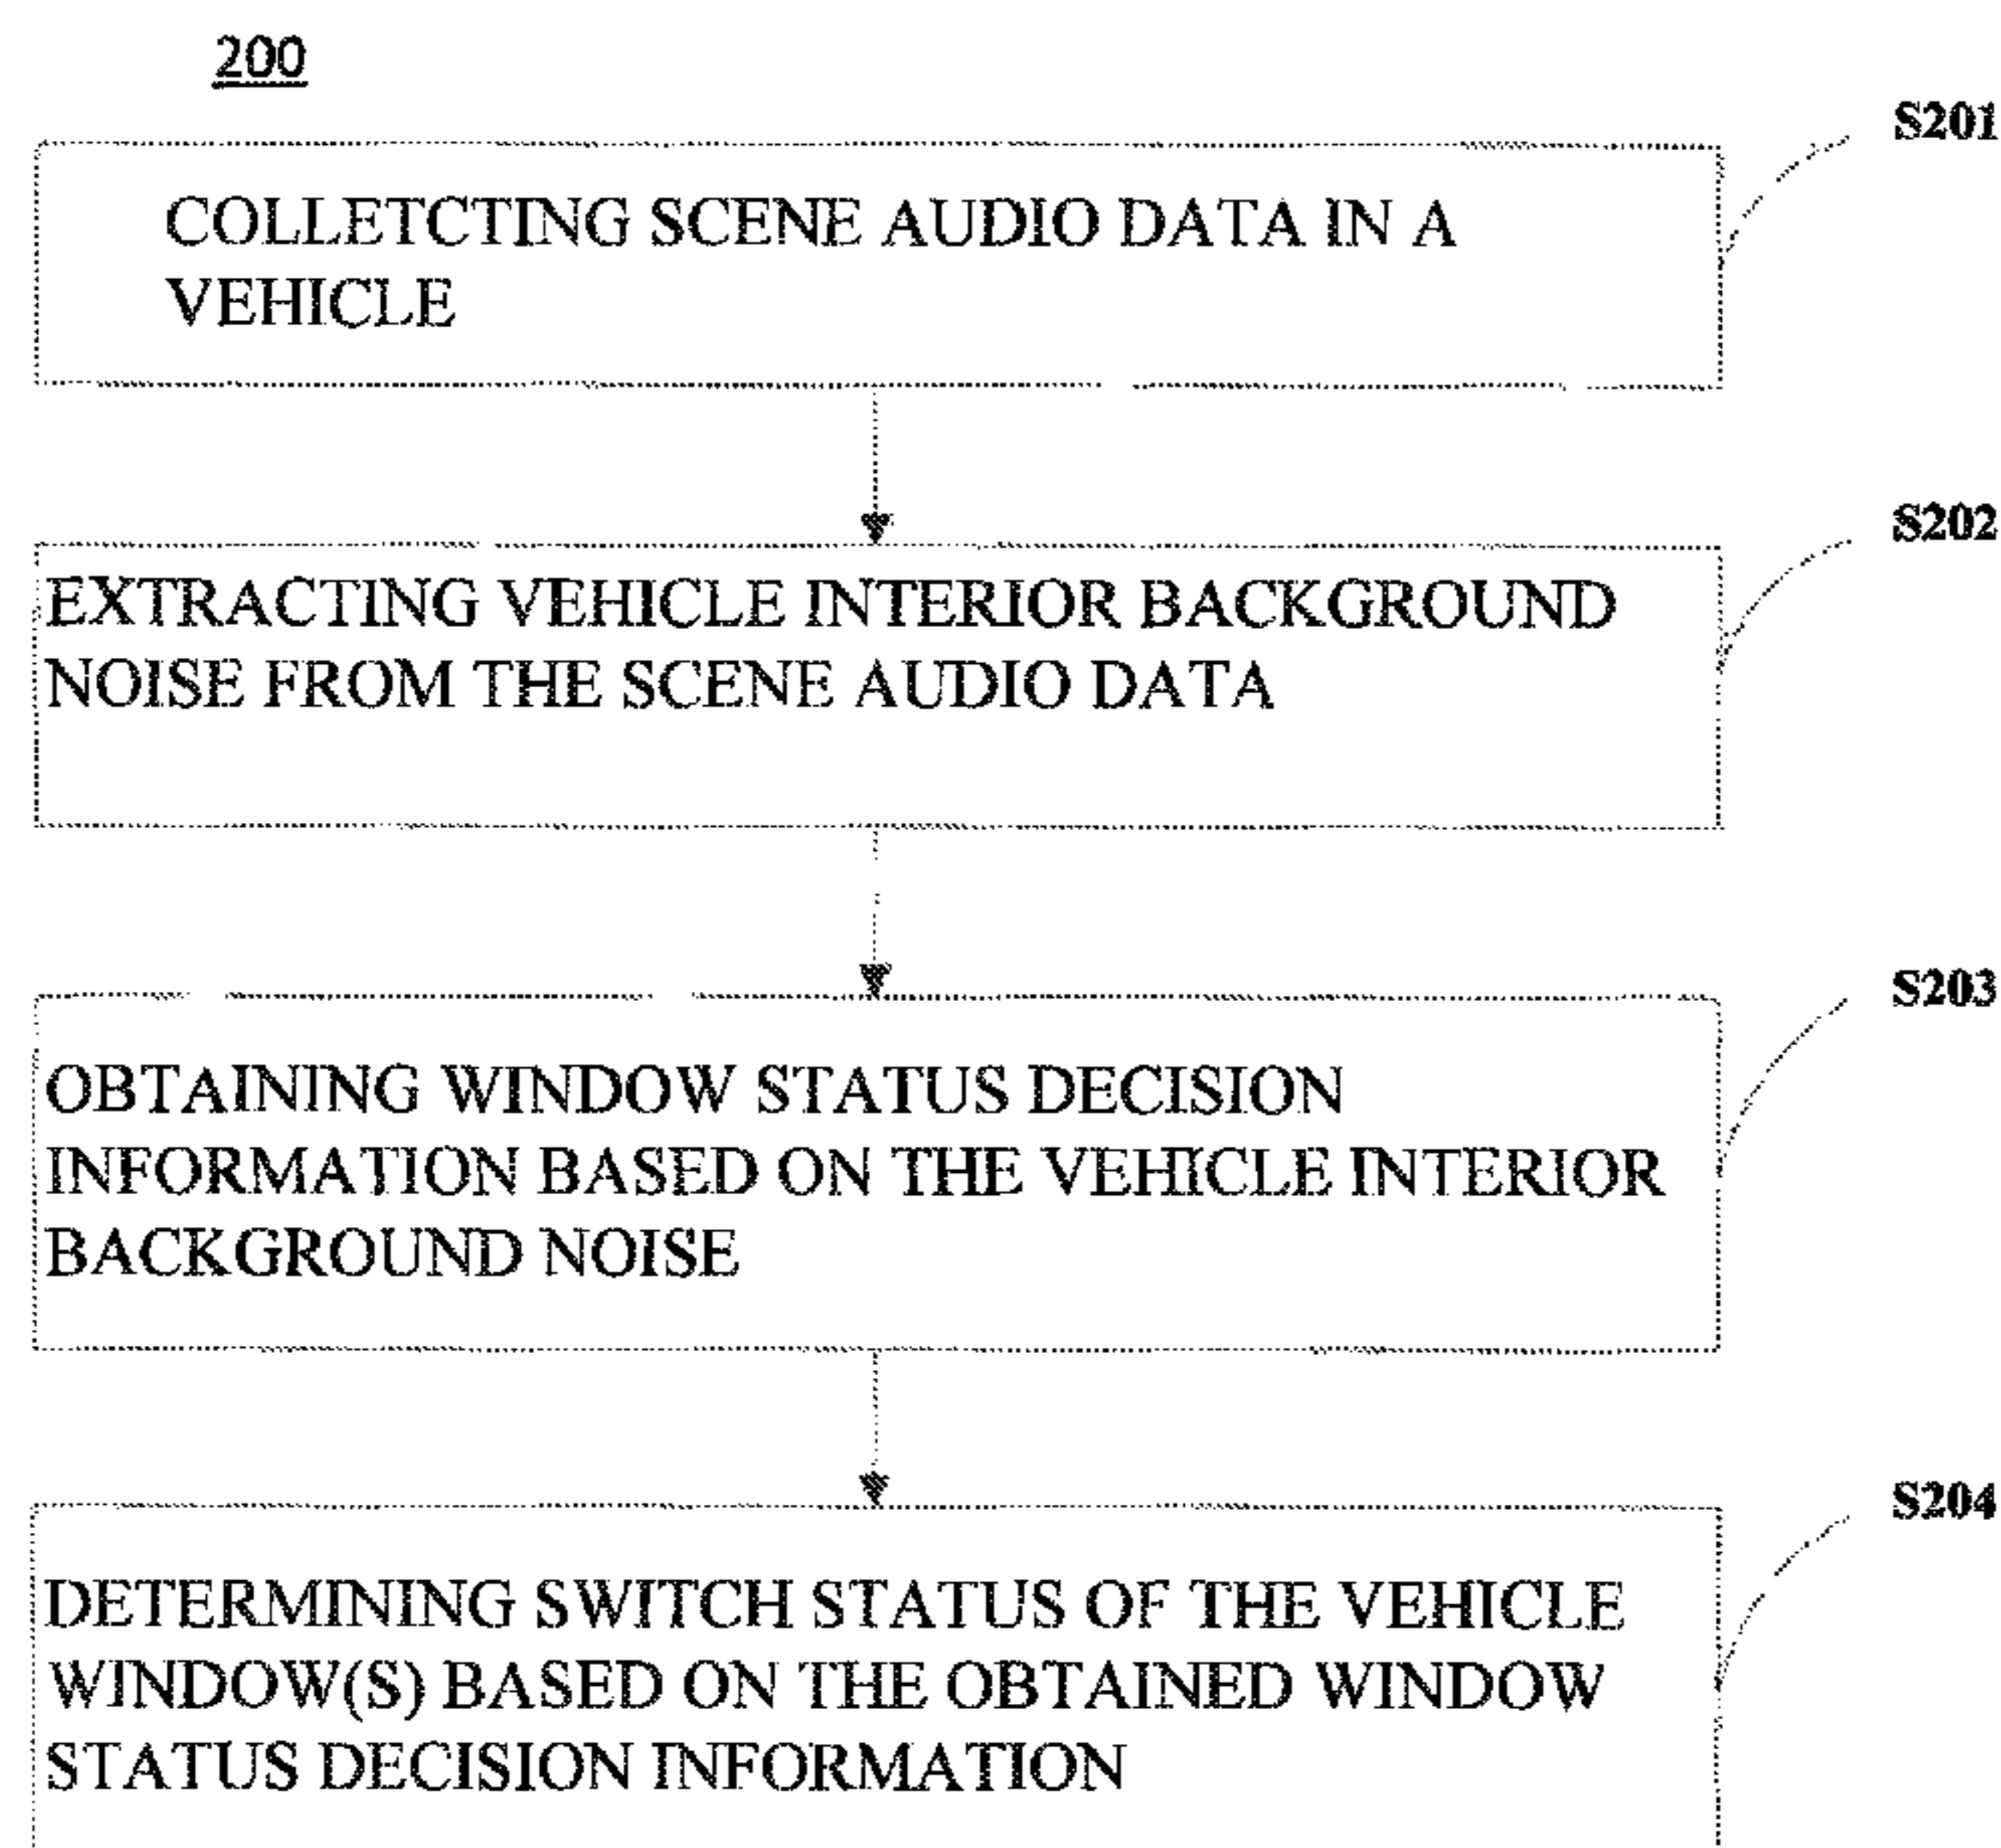 200
S201
COLLETCTING SCENE AUDIO DATA IN A
VEHICLE
S202
EXTRACTING VEHICLE INTERIOR BACKGROUND
NOISE FROM THE SCENE AUDIO DATA
S203
OBTAINING WINDOW STATUS DECISION
INFORMATION BASED ON THE VEHICLE INTERIOR
BACKGROUND NOISE
S204
DETERMINING SWITCH STATUS OF THE VEHICLE
WINDOW(S) BASED ON THE OBTAINED WINDOW
STATUS DECISION INFORMATION